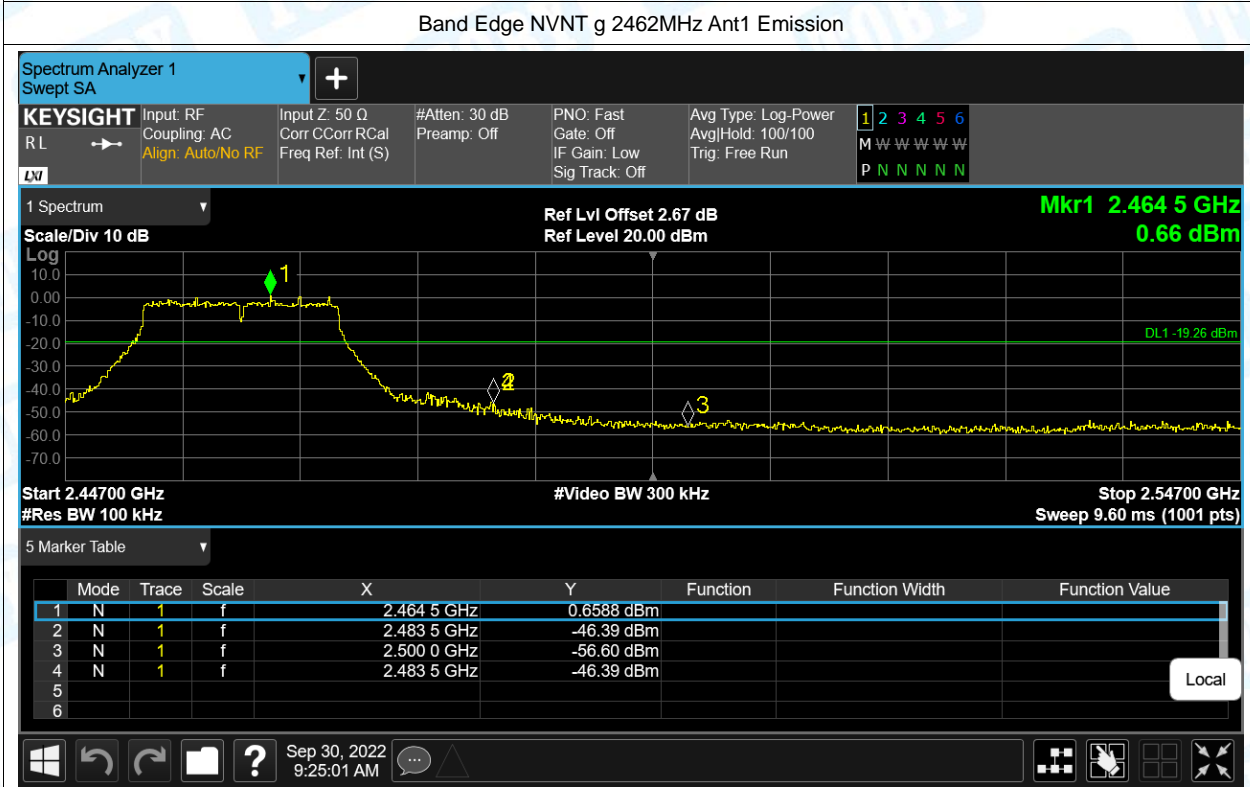 Band Edge NVNT g 2462MHz Ant1 Emission
Spectrum Analyzer 1
Swept SA
KEYSIGHT Input: RF Input Z: 50 Ω #Atten: 30 dB PNO: Fast Avg Type: Log-Power 1 2 3 4 5 6
RL Coupling: AC Corr CCorr RCal Preamp: Off Gate: Off Avg|Hold: 100/100 M W W W W W
Align: Auto/No RF Freq Ref: Int (S) IF Gain: Low Trig: Free Run P N N N N N
LXI Sig Track: Off
1 Spectrum Ref Lvl Offset 2.67 dB Mkr1 2.464 5 GHz
Scale/Div 10 dB Ref Level 20.00 dBm 0.66 dBm
Log
10.0
0.00
-10.0
-20.0
-30.0
-40.0
-50.0
-60.0
-70.0
1
DL1 -19.26 dBm
2
3
Start 2.44700 GHz #Video BW 300 kHz Stop 2.54700 GHz
#Res BW 100 kHz Sweep 9.60 ms (1001 pts)
5 Marker Table
Mode Trace Scale X Y Function Function Width Function Value
1 N 1 f 2.464 5 GHz 0.6588 dBm
2 N 1 f 2.483 5 GHz -46.39 dBm
3 N 1 f 2.500 0 GHz -56.60 dBm
4 N 1 f 2.483 5 GHz -46.39 dBm
5
6
Local
? Sep 30, 2022
9:25:01 AM